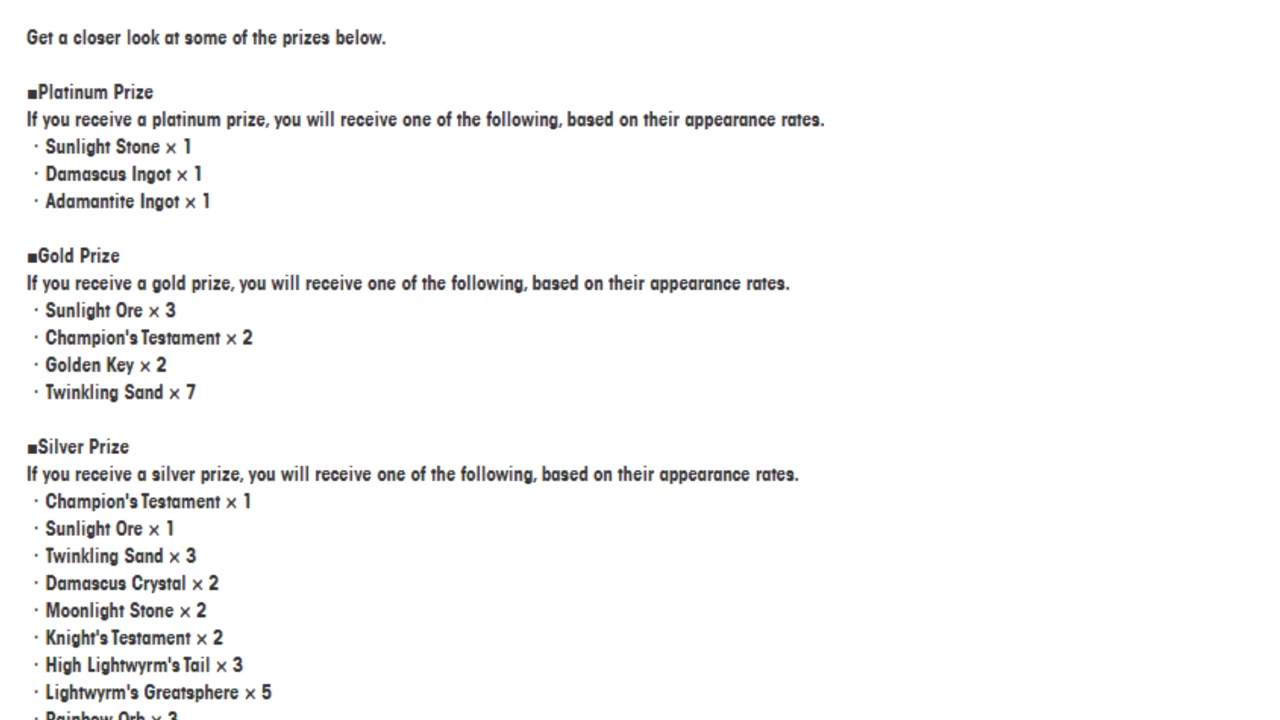 Get a closer look at some of the prizes below.
■Platinum Prize
If you receive a platinum prize, you will receive one of the following, based on their appearance rates.
・Sunlight Stone × 1
・Damascus Ingot × 1
・Adamantite Ingot × 1
■Gold Prize
If you receive a gold prize, you will receive one of the following, based on their appearance rates.
・Sunlight Ore × 3
・Champion's Testament × 2
・Golden Key × 2
・Twinkling Sand × 7
■Silver Prize
If you receive a silver prize, you will receive one of the following, based on their appearance rates.
・Champion's Testament × 1
・Sunlight Ore × 1
・Twinkling Sand × 3
・Damascus Crystal × 2
・Moonlight Stone × 2
・Knight's Testament × 2
・High Lightwyrm's Tail × 3
・Lightwyrm's Greatsphere × 5
・Rainbow Orb × 3